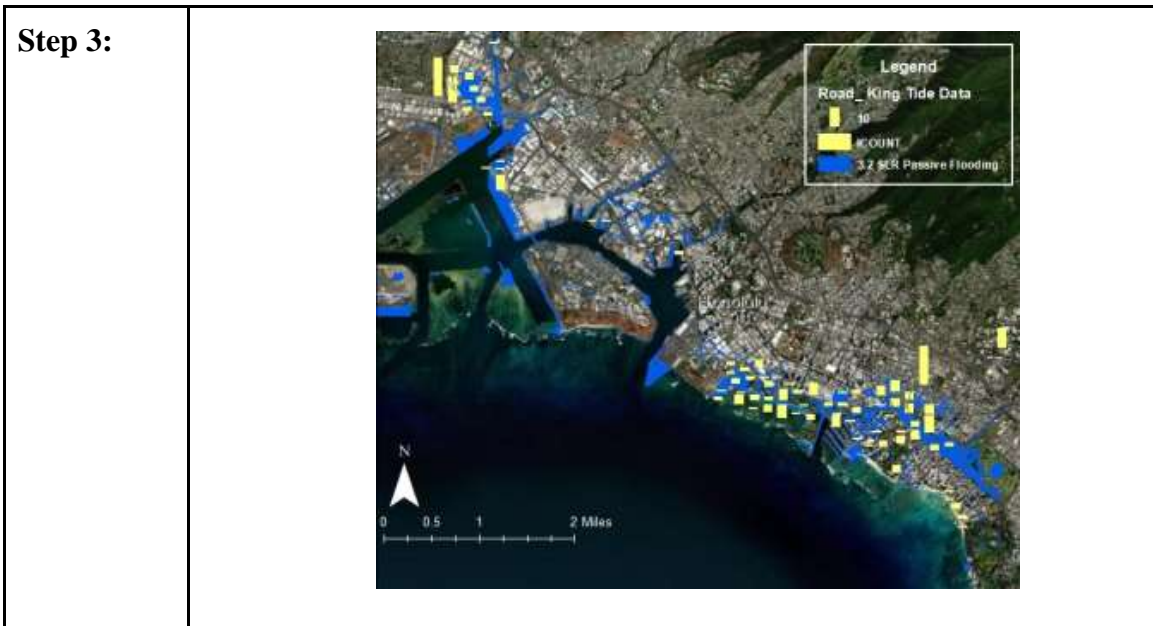 Step 3:
Legend
Road_ King Tide Data
10
ICOUNT
3.2 SLR Passive Flooding
Honolulu
N
0 0.5 1 2 Miles